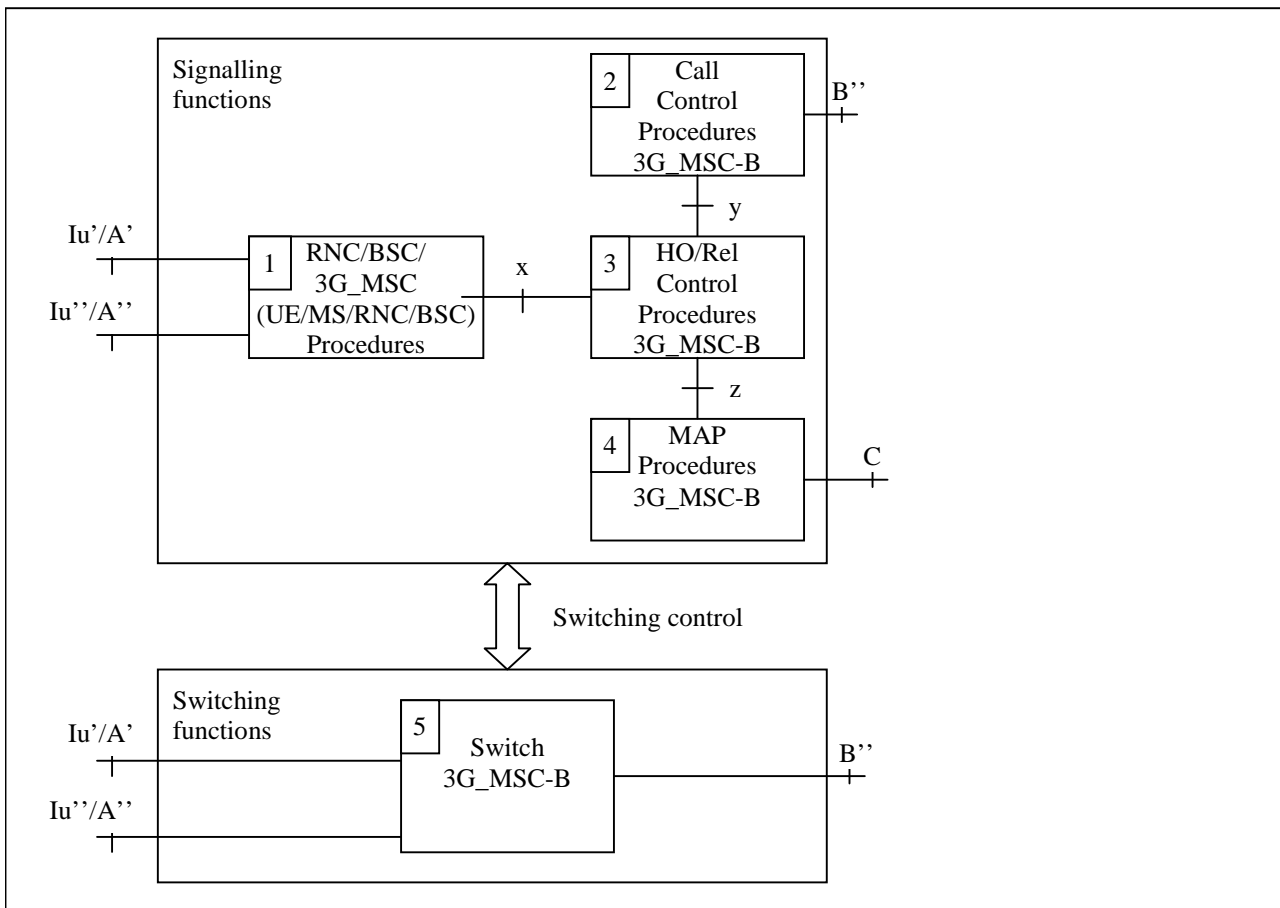 Signalling
functions
2
Call
Control
Procedures
3G_MSC-B
B’’
y
Iu’/A'
Iu’’/A’’
1
RNC/BSC/
3G_MSC
(UE/MS/RNC/BSC)
Procedures
x
3
HO/Rel
Control
Procedures
3G_MSC-B
z
4
MAP
Procedures
3G_MSC-B
C
Switching control
Switching
functions
Iu’/A'
Iu’’/A’’
5
Switch
3G_MSC-B
B’’